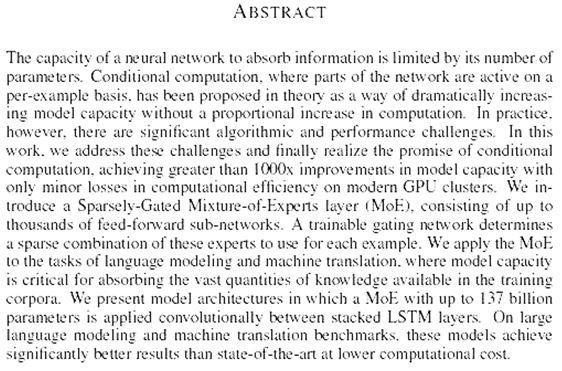 ABSTRACT
The capacity of a neural network to absorb information is limited by its number of
parameters. Conditional computation, where parts of the network are active on a
per-example basis, has been proposed in theory as a way of dramatically increas-
ing model capacity without a proportional increase in computation. In practice,
however, there are significant algorithmic and performance challenges. In this
work, we address these challenges and finally realize the promise of conditional
computation, achieving greater than 1000x improvements in model capacity with
only minor losses in computational efficiency on modern GPU clusters. We in-
troduce a Sparsely-Gated Mixture-of-Experts layer (MoE), consisting of up to
thousands of feed-forward sub-networks. A trainable gating network determines
a sparse combination of these experts to use for each example. We apply the MoE
to the tasks of language modeling and machine translation, where model capacity
is critical for absorbing the vast quantities of knowledge available in the training
corpora. We present model architectures in which a MoE with up to 137 billion
parameters is applied convolutionally between stacked LSTM layers. On large
language modeling and machine translation benchmarks, these models achieve
significantly better results than state-of-the-art at lower computational cost.